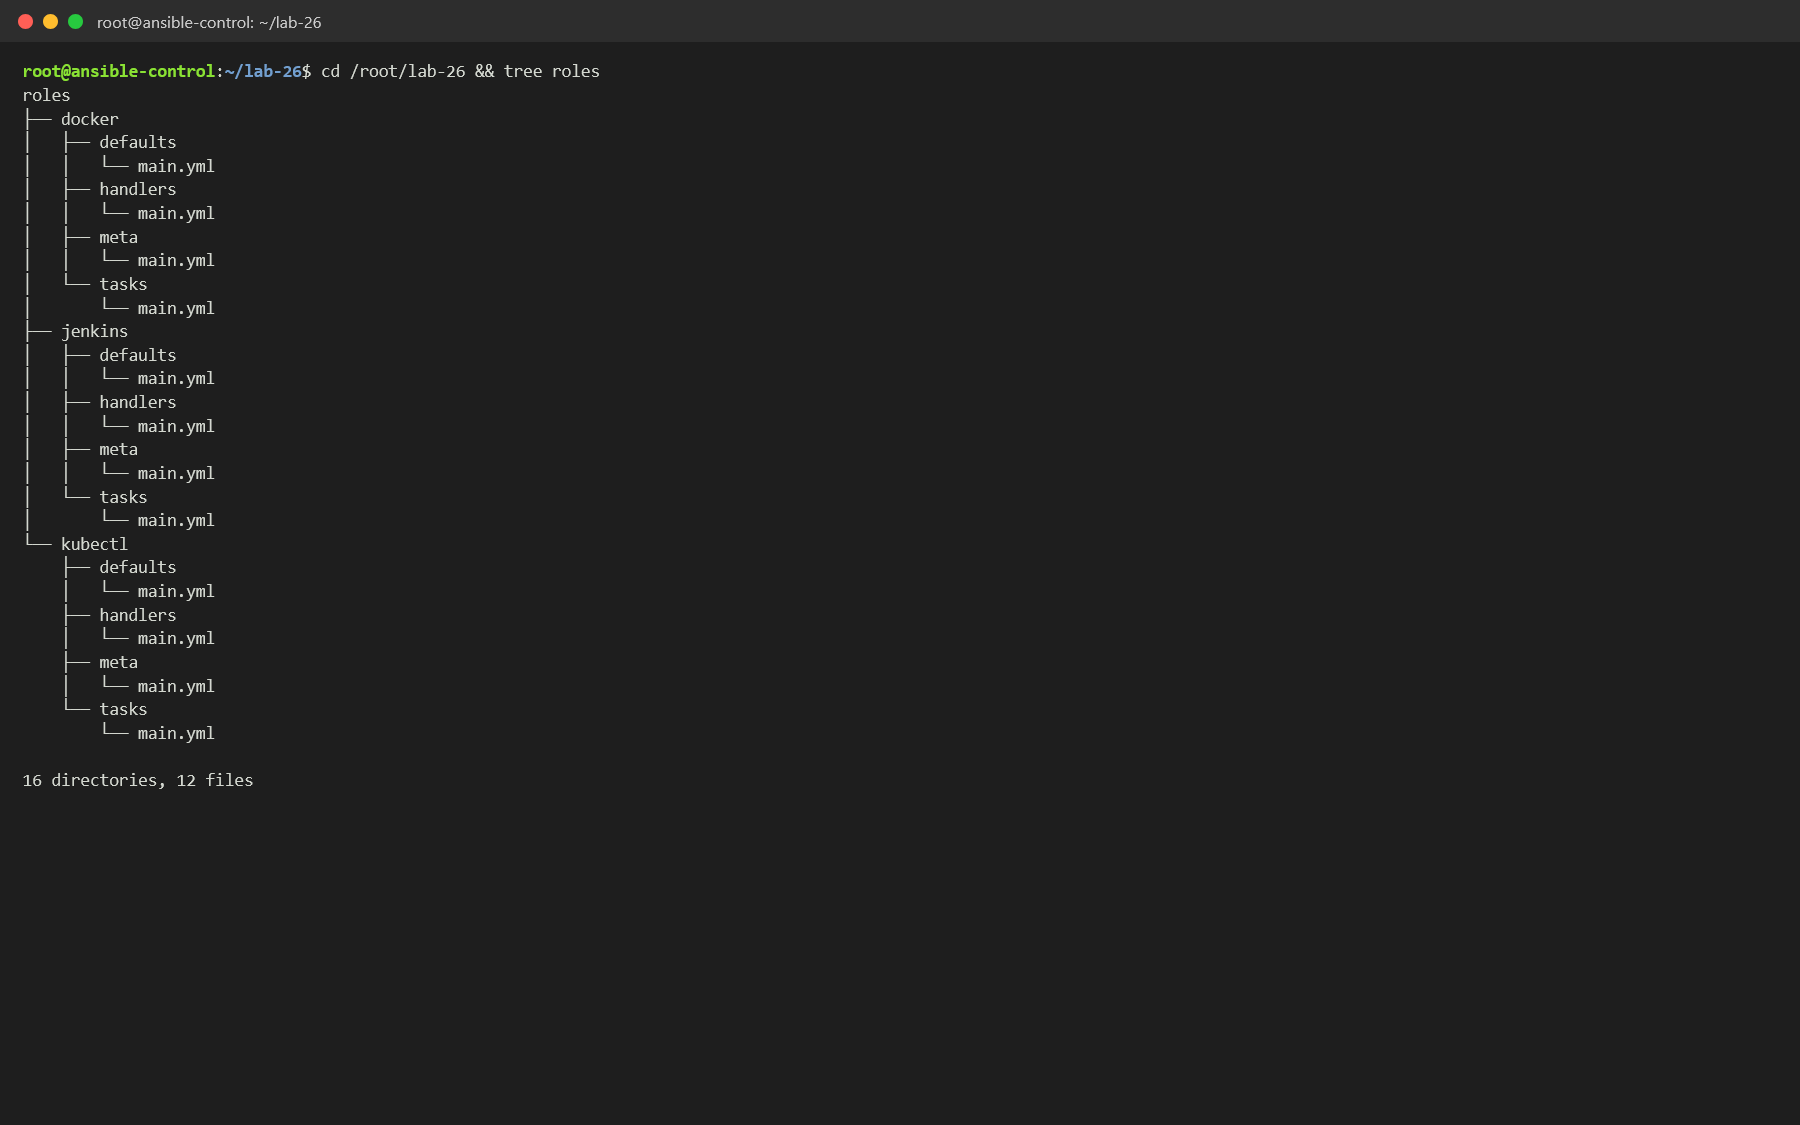 root@ansible-control: ~/lab-26
root@ansible-control:~/lab-26$ cd /root/lab-26 && tree roles
roles
├── docker
│   ├── defaults
│   │   └── main.yml
│   ├── handlers
│   │   └── main.yml
│   ├── meta
│   │   └── main.yml
│   └── tasks
│       └── main.yml
├── jenkins
│   ├── defaults
│   │   └── main.yml
│   ├── handlers
│   │   └── main.yml
│   ├── meta
│   │   └── main.yml
│   └── tasks
│       └── main.yml
└── kubectl
    ├── defaults
    │   └── main.yml
    ├── handlers
    │   └── main.yml
    ├── meta
    │   └── main.yml
    └── tasks
        └── main.yml
16 directories, 12 files